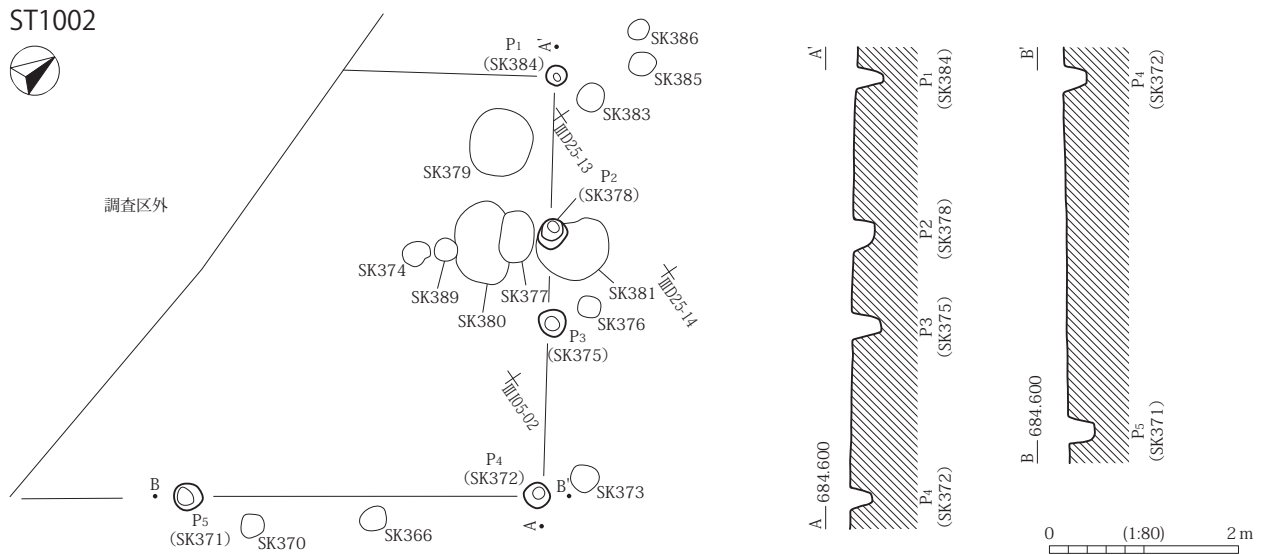 ST1002
P1
(SK384)
A'
SK386
SK385
SK383
ⅢD25-13
SK379
P2
(SK378)
調査区外
SK374
SK389
SK380
SK377
SK381
ⅢD25-14
SK376
P3
(SK375)
ⅢI05-02
P4
(SK372)
B'
SK373
A
B
P5
(SK371)
SK370
SK366
A'
P1
(SK384)
P2
(SK378)
P3
(SK375)
A 684.600
P4
(SK372)
B'
P4
(SK372)
B 684.600
P5
(SK371)
0 (1:80) 2 m